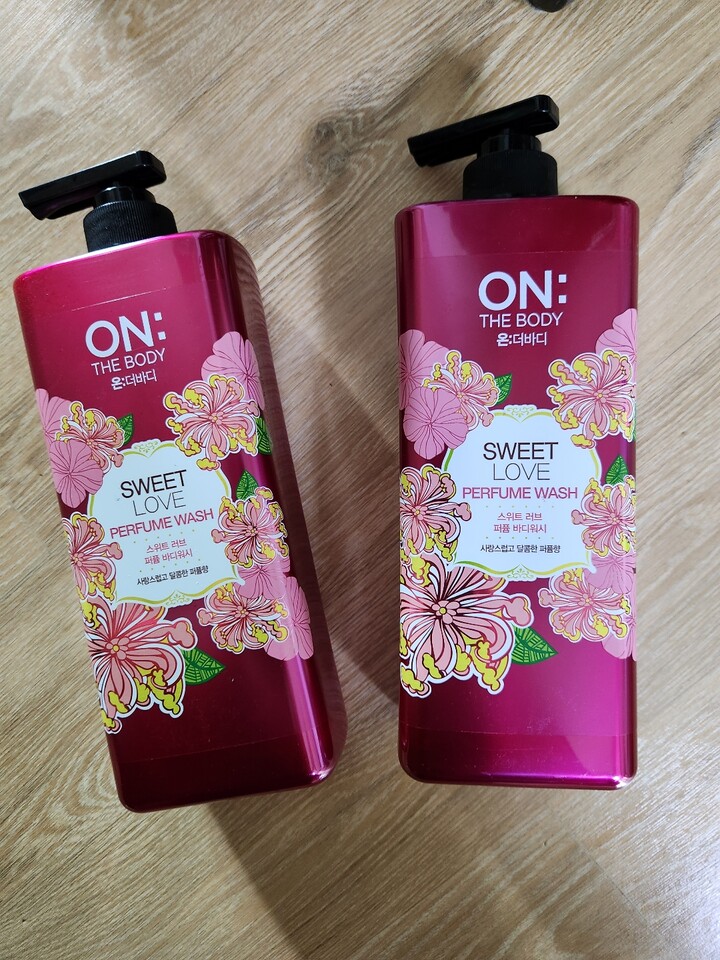 ON:
THE BODY
온:더바디
SWEET
LOVE
PERFUME WASH
스위트 러브
퍼퓸 바디워시
사랑스럽고 달콤한 퍼퓸향
ON:
THE BODY
온:더바디
SWEET
LOVE
PERFUME WASH
스위트 러브
퍼퓸 바디워시
사랑스럽고 달콤한 퍼퓸향